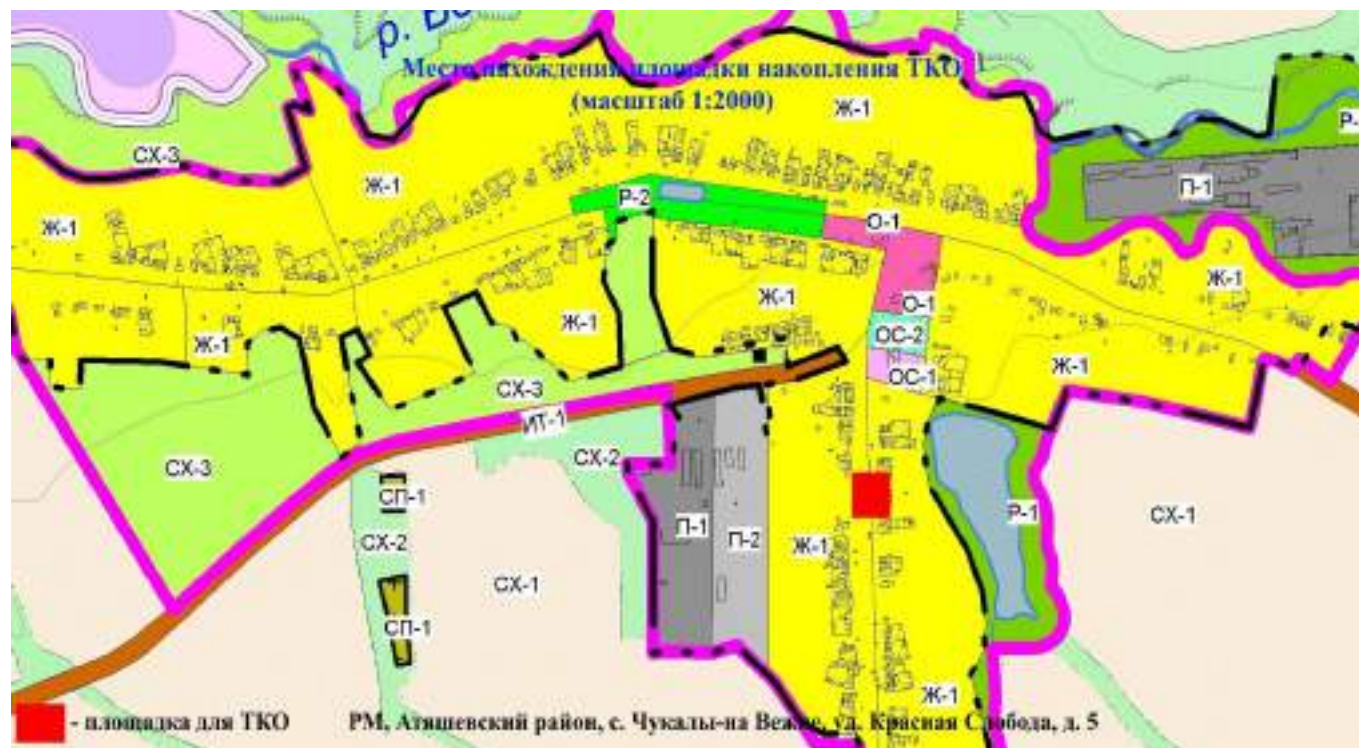 р. Во
Место нахождения площадки накопления ТКО
(масштаб 1:2000)
Ж-1
Р-
СХ-3
Ж-1
П-1
Р-2
О-1
Ж-1
Ж-1
Ж-1
О-1
Ж-1
Ж-1
ОС-2
Ж-1
ОС-1
СХ-3
ИТ-1
СХ-2
СХ-3
СП-1
Р-1
СХ-1
П-1
П-2
СХ-2
Ж-1
СХ-1
СП-1
Ж-1
- площадка для ТКО
РМ, Атяшевский район, с. Чукалы-на Вежне, ул. Красная Слобода, д. 5